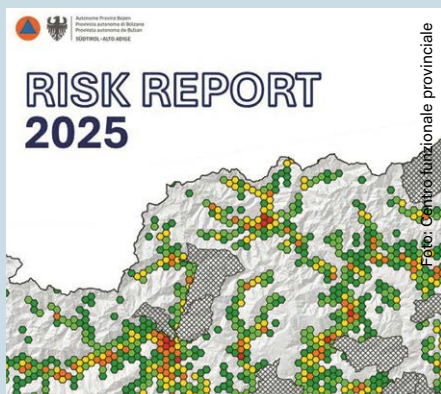 Autonome Provinz Bozen
Provincia autonoma di Bolzano
Provinzia autonoma de Bulsan
SÜDTIROL · ALTO ADIGE
RISK REPORT
2025
Foto: Centro funzionale provinciale